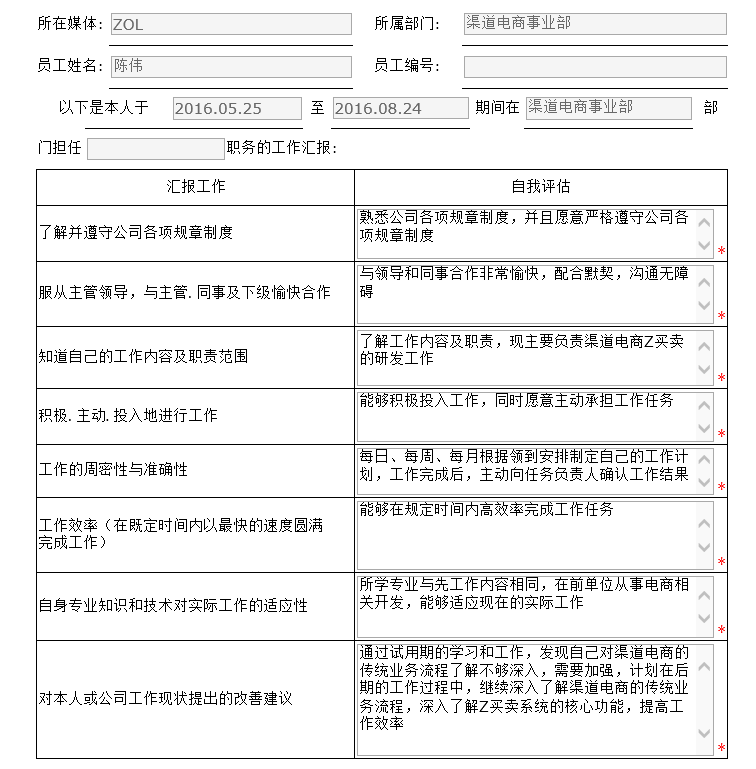 所在媒体: ZOL 所属部门: 渠道电商事业部
员工姓名: 陈伟 员工编号:
以下是本人于 2016.05.25 至 2016.08.24 期间在 渠道电商事业部 部
门担任 职务的工作汇报:
汇报工作 自我评估
了解并遵守公司各项规章制度
熟悉公司各项规章制度，并且愿意严格遵守公司各
项规章制度 *
服从主管领导，与主管.同事及下级愉快合作
与领导和同事合作非常愉快，配合默契，沟通无障
碍 *
知道自己的工作内容及职责范围
了解工作内容及职责，现主要负责渠道电商Z买卖
的研发工作 *
积极.主动.投入地进行工作
能够积极投入工作，同时愿意主动承担工作任务 *
工作的周密性与准确性
每日、每周、每月根据领到安排制定自己的工作计
划，工作完成后，主动向任务负责人确认工作结果 *
工作效率（在既定时间内以最快的速度圆满
完成工作）
能够在规定时间内高效率完成工作任务 *
自身专业知识和技术对实际工作的适应性
所学专业与先工作内容相同，在前单位从事电商相
关开发，能够适应现在的实际工作 *
对本人或公司工作现状提出的改善建议
通过试用期的学习和工作，发现自己对渠道电商的
传统业务流程了解不够深入，需要加强，计划在后
期的工作过程中，继续深入了解渠道电商的传统业
务流程，深入了解Z买卖系统的核心功能，提高工
作效率 *